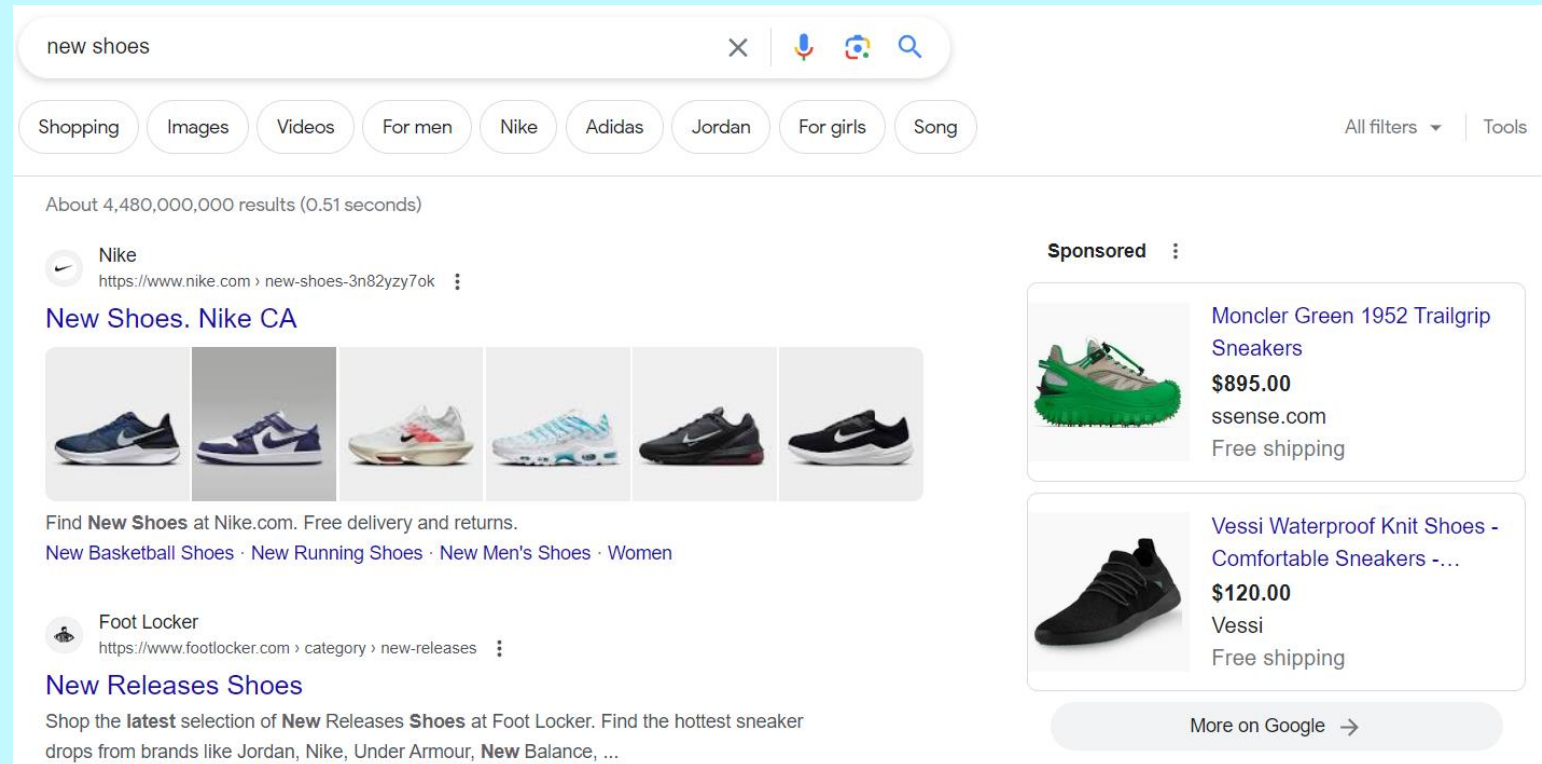 new shoes
Shopping Images Videos For men Nike Adidas Jordan For girls Song All filters Tools
About 4,480,000,000 results (0.51 seconds)
Nike
https://www.nike.com › new-shoes-3n82yzy7ok
New Shoes. Nike CA
Find New Shoes at Nike.com. Free delivery and returns.
New Basketball Shoes · New Running Shoes · New Men's Shoes · Women
Foot Locker
https://www.footlocker.com › category › new-releases
New Releases Shoes
Shop the latest selection of New Releases Shoes at Foot Locker. Find the hottest sneaker
drops from brands like Jordan, Nike, Under Armour, New Balance, ...
Sponsored
Moncler Green 1952 Trailgrip
Sneakers
$895.00
ssense.com
Free shipping
Vessi Waterproof Knit Shoes -
Comfortable Sneakers -...
$120.00
Vessi
Free shipping
More on Google →